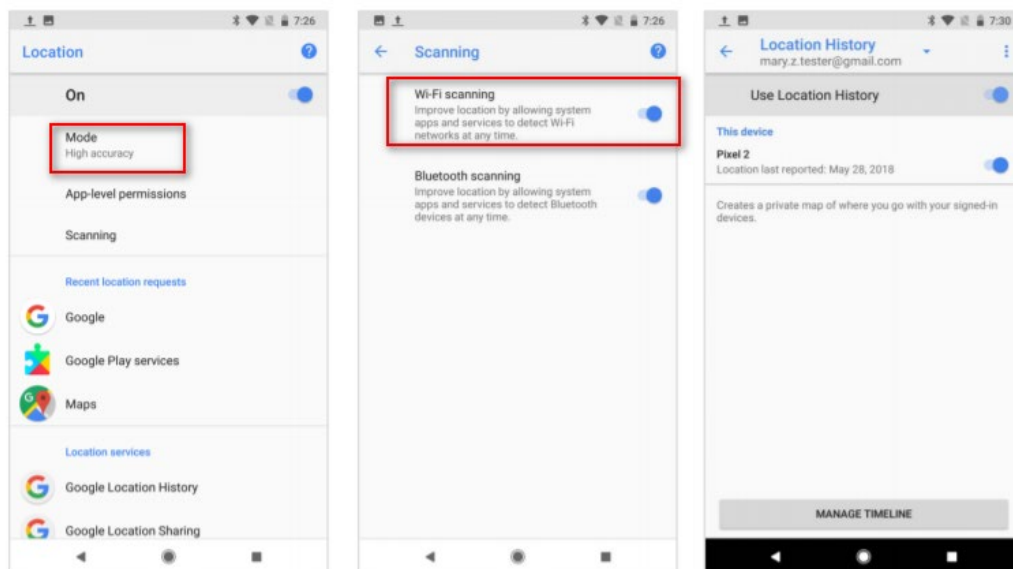 7:26
Location
On
Mode
High accuracy
App-level permissions
Scanning
Recent location requests
Google
Google Play services
Maps
Location services
Google Location History
Google Location Sharing
7:26
Scanning
Wi-Fi scanning
Improve location by allowing system
apps and services to detect Wi-Fi
networks at any time.
Bluetooth scanning
Improve location by allowing system
apps and services to detect Bluetooth
devices at any time.
7:30
Location History
mary.z.tester@gmail.com
Use Location History
This device
Pixel 2
Location last reported: May 28, 2018
Creates a private map of where you go with your signed-in
devices.
MANAGE TIMELINE